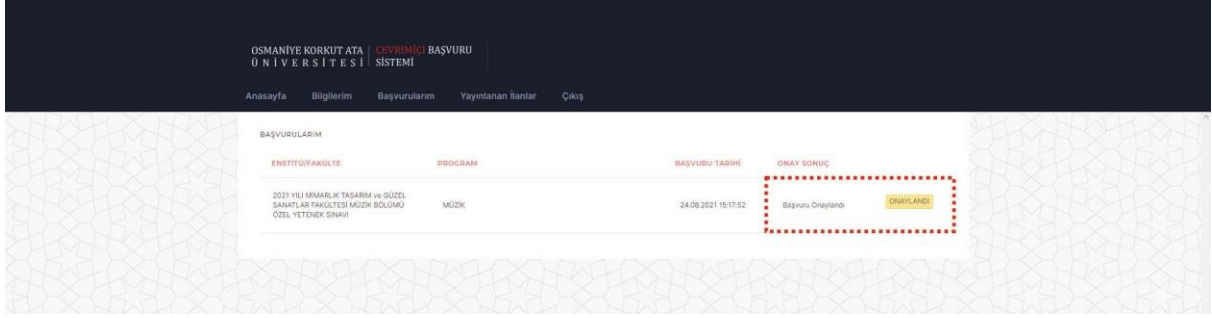 OSMANİYE KORKUT ATA ÇEVRİMİÇİ BAŞVURU
ÜNİVERSİTESİ SİSTEMİ
Anasayfa Bilgilerim Başvurularım Yayınlanan İlanlar Çıkış
BAŞVURULARIM
ENSTİTÜ/FAKÜLTE PROGRAM BAŞVURU TARİHİ ONAY SONUÇ
2021 YILI MİMARLIK TASARIM ve GÜZEL
SANATLAR FAKÜLTESİ MÜZİK BÖLÜMÜ MÜZİK 24.08.2021 15:17:52 Başvuru Onaylandı ONAYLANDI
ÖZEL YETENEK SINAVI